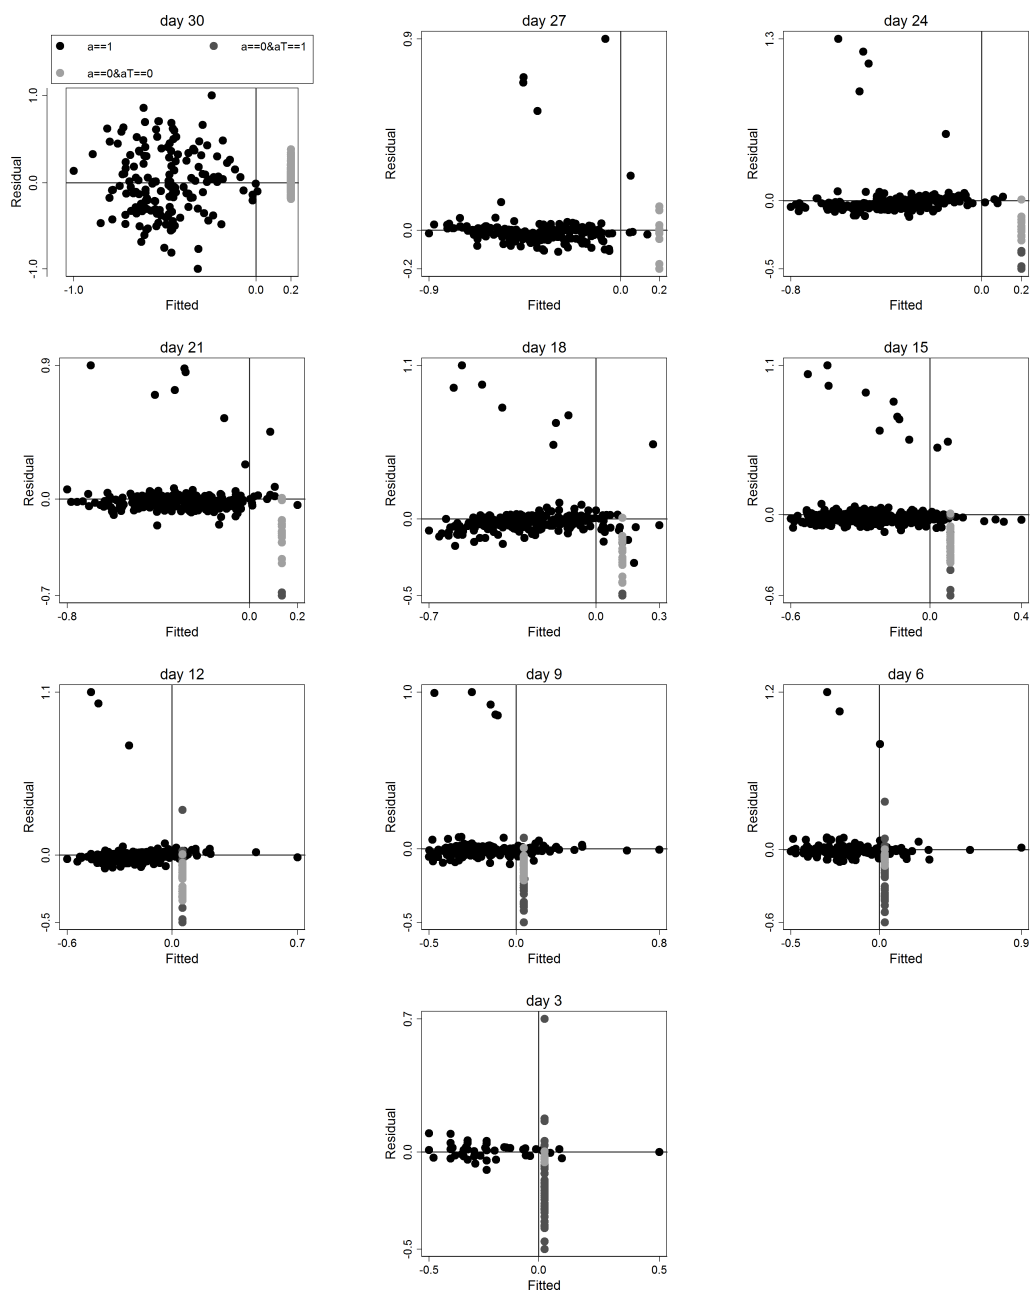 day 30
a==1 a==0&aT==1
a==0&aT==0
Residual
1.0
0.0
-1.0
-1.0 0.0 0.2
Fitted
day 27
Residual
0.9
0.0
-0.2
-0.9 0.0 0.2
Fitted
day 24
Residual
1.3
0.0
-0.5
-0.8 0.0 0.2
Fitted
day 21
Residual
0.9
0.0
-0.7
-0.8 0.0 0.2
Fitted
day 18
Residual
1.1
0.0
-0.5
-0.7 0.0 0.3
Fitted
day 15
Residual
1.1
0.0
-0.6
-0.6 0.0 0.4
Fitted
day 12
Residual
1.1
0.0
-0.5
-0.6 0.0 0.7
Fitted
day 9
Residual
1.0
0.0
-0.5
-0.5 0.0 0.8
Fitted
day 6
Residual
1.2
0.0
-0.6
-0.5 0.0 0.9
Fitted
day 3
Residual
0.7
0.0
-0.5
-0.5 0.0 0.5
Fitted